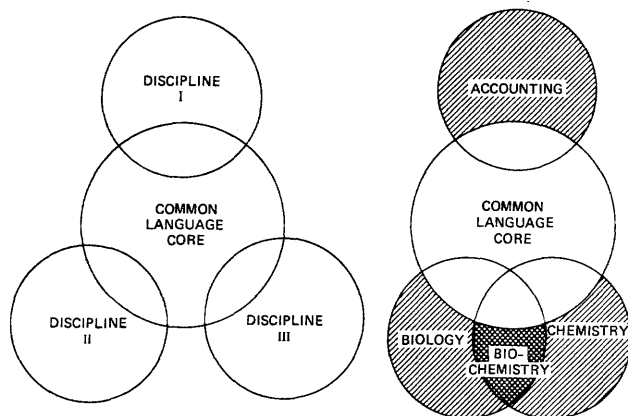 DISCIPLINE
I
COMMON
LANGUAGE
CORE
DISCIPLINE
II
DISCIPLINE
III
ACCOUNTING
COMMON
LANGUAGE
CORE
BIOLOGY
CHEMISTRY
BIO-
CHEMISTRY